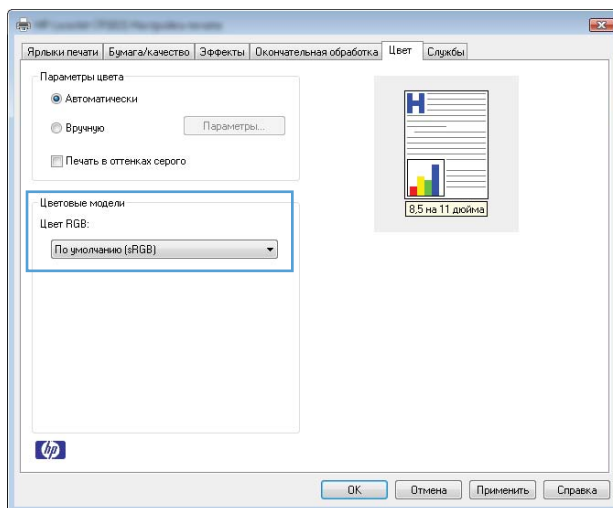 Ярлыки печати Бумага/качество Эффекты Окончательная обработка Цвет Службы
Параметры цвета
Автоматически
Вручную Параметры...
Печать в оттенках серого
Цветовые модели
Цвет RGB:
По умолчанию (sRGB)
H
8,5 на 11 дюйма
hp
OK Отмена Применить Справка